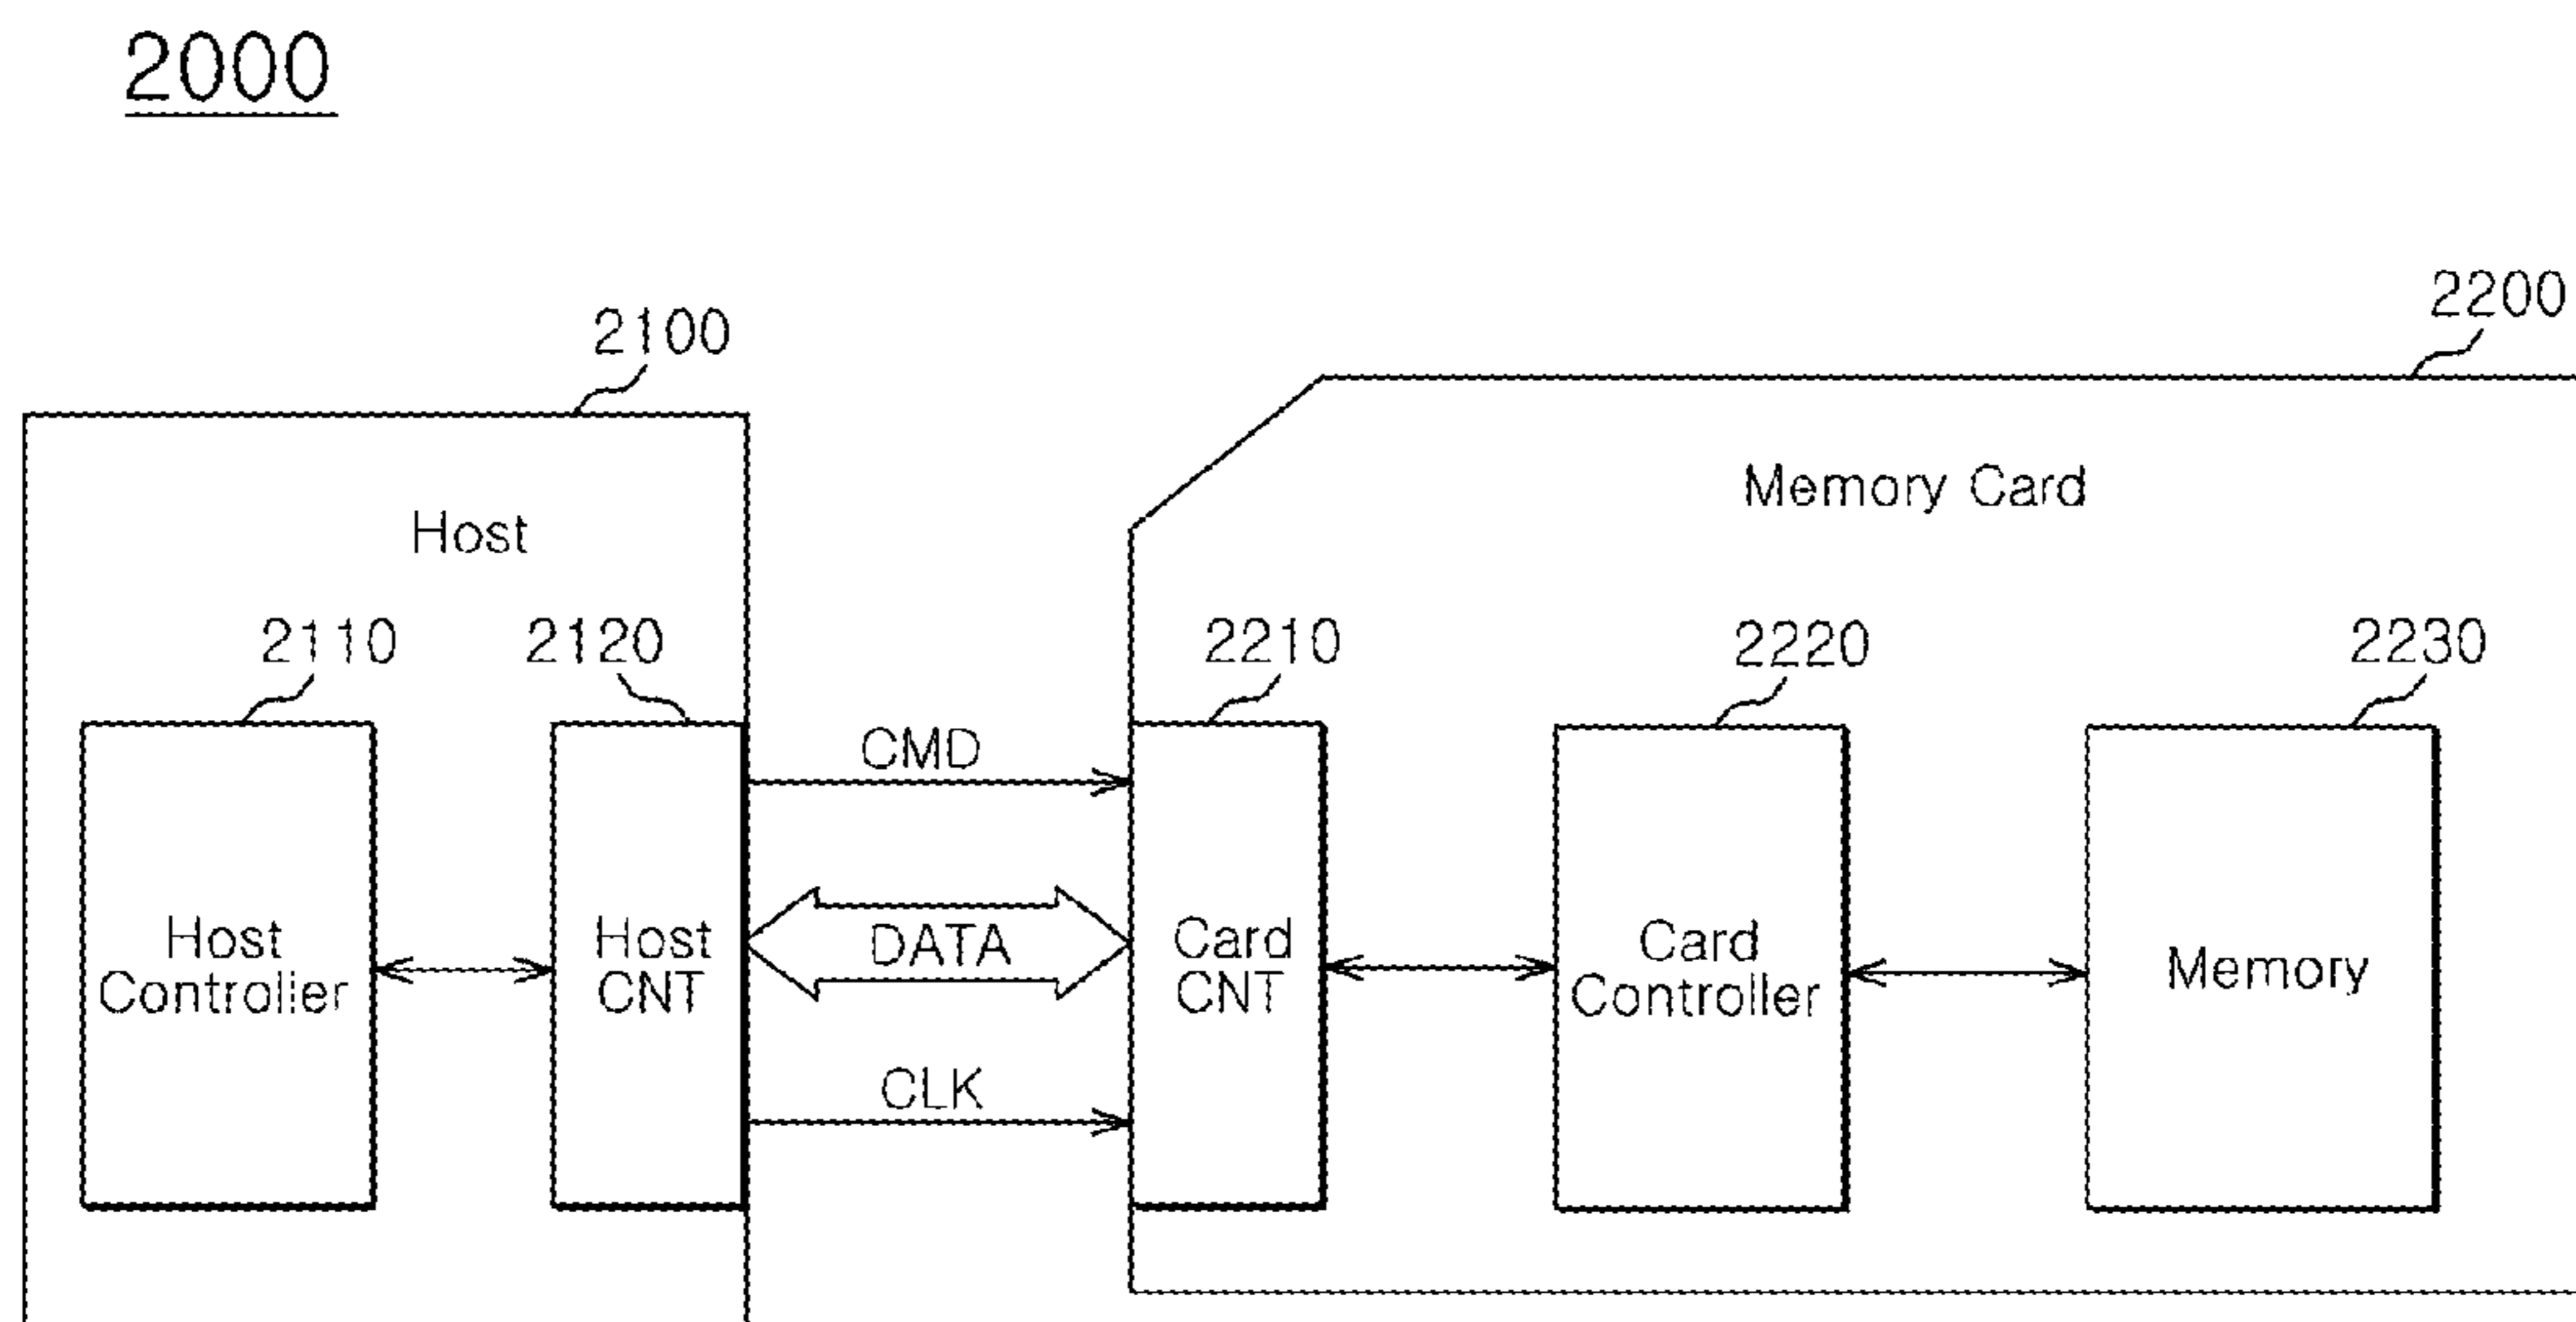 2000
2100
2200
Host
Memory Card
2110
2120
2210
2220
2230
CMD
DATA
CLK
Host
Controller
Host
CNT
Card
CNT
Card
Controller
Memory